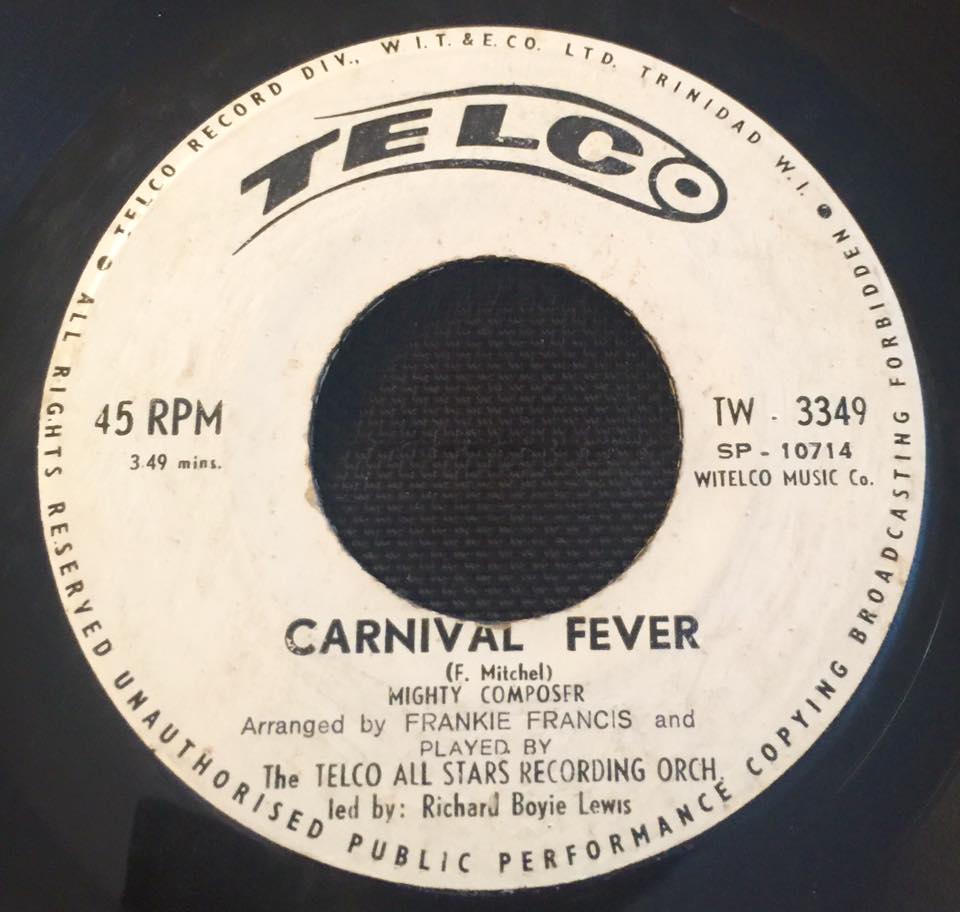 TELCO RECORD DIV., W I.T. & E. CO. LTD. TRINIDAD W.I.
TELCO
45 RPM
3.49 mins.
TW - 3349
SP - 10714
WITELCO MUSIC Co.
CARNIVAL FEVER
(F. Mitchel)
MIGHTY COMPOSER
Arranged by FRANKIE FRANCIS and
PLAYED BY
The TELCO ALL STARS RECORDING ORCH.
led by: Richard Boyie Lewis
ALL RIGHTS RESERVED UNAUTHORISED PUBLIC PERFORMANCE COPYING BROADCASTING FORBIDDEN